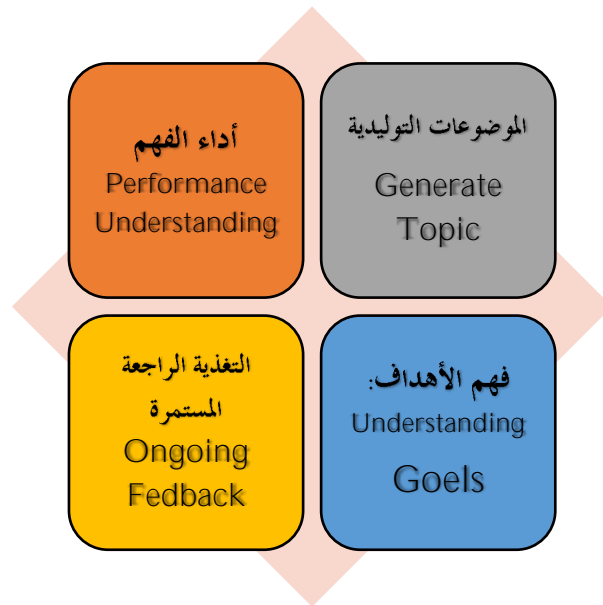 الموضوعات التوليدية
Generate
Topic
أداء الفهم
Performance
Understanding
فهم الأهداف:
Understanding
Goels
التغذية الراجعة
المستمرة
Ongoing
Fedback